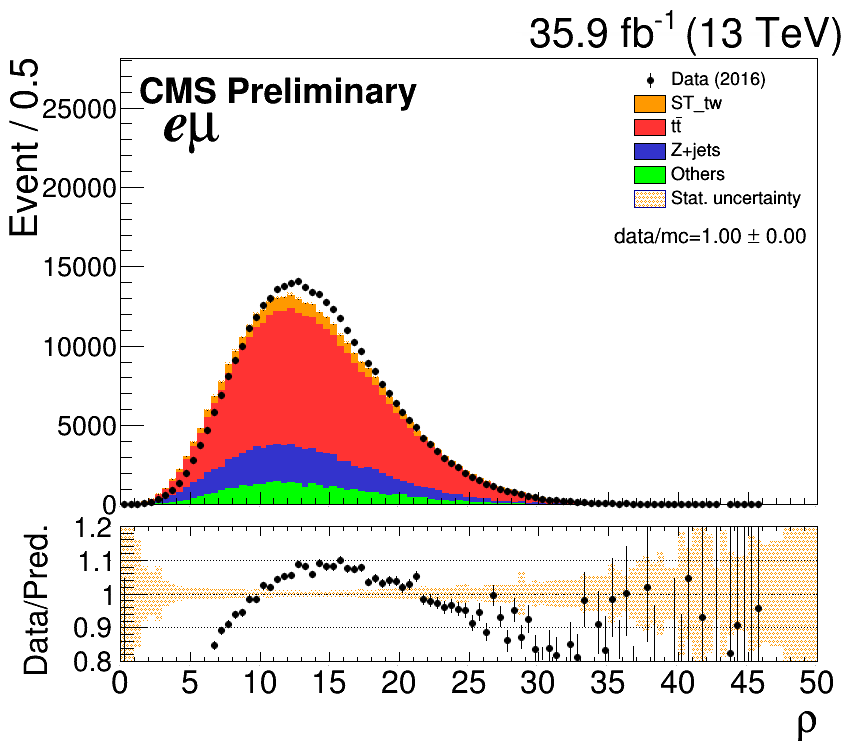 35.9 fb⁻¹ (13 TeV)
Event / 0.5
CMS Preliminary
eμ
Data (2016)
ST_tw
tt̄
Z+jets
Others
Stat. uncertainty
data/mc=1.00 ± 0.00
25000
20000
15000
10000
5000
0
Data/Pred.
1.2
1.1
1
0.9
0.8
0 5 10 15 20 25 30 35 40 45 50
ρ